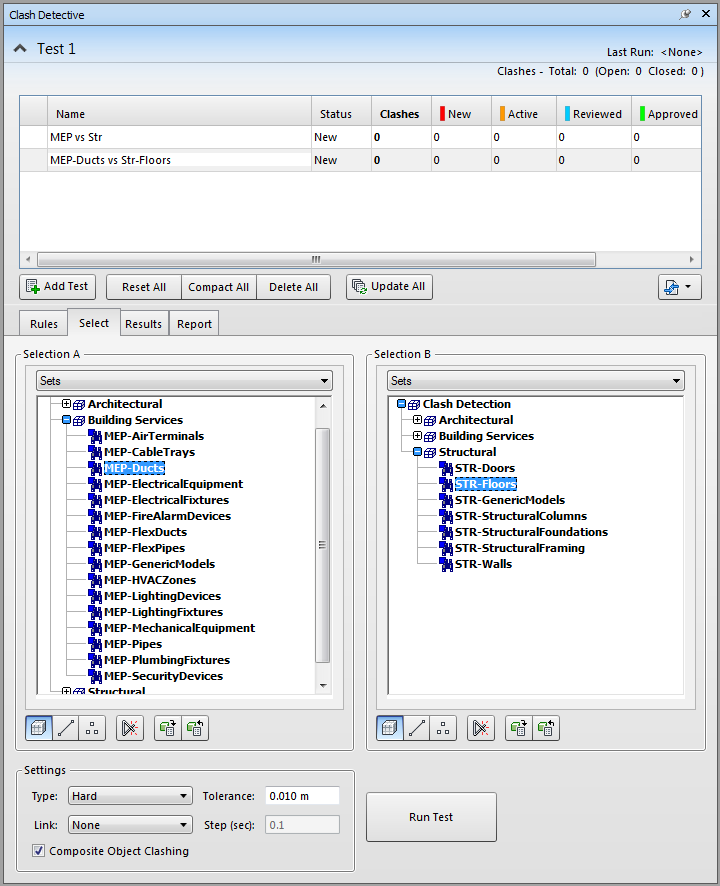 Clash Detective
Test 1
Last Run: <None>
Clashes - Total: 0 (Open: 0 Closed: 0 )
Name Status Clashes New Active Reviewed Approved
MEP vs Str New 0 0 0 0 0
MEP-Ducts vs Str-Floors New 0 0 0 0 0
Add Test Reset All Compact All Delete All Update All
Rules Select Results Report
Selection A
Sets
Architectural
Building Services
MEP-AirTerminals
MEP-CableTrays
MEP-Ducts
MEP-ElectricalEquipment
MEP-ElectricalFixtures
MEP-FireAlarmDevices
MEP-FlexDucts
MEP-FlexPipes
MEP-GenericModels
MEP-HVACZones
MEP-LightingDevices
MEP-LightingFixtures
MEP-MechanicalEquipment
MEP-Pipes
MEP-PlumbingFixtures
MEP-SecurityDevices
Structural
Selection B
Sets
Clash Detection
Architectural
Building Services
Structural
STR-Doors
STR-Floors
STR-GenericModels
STR-StructuralColumns
STR-StructuralFoundations
STR-StructuralFraming
STR-Walls
Settings
Type: Hard Tolerance: 0.010 m
Link: None Step (sec): 0.1
Composite Object Clashing
Run Test